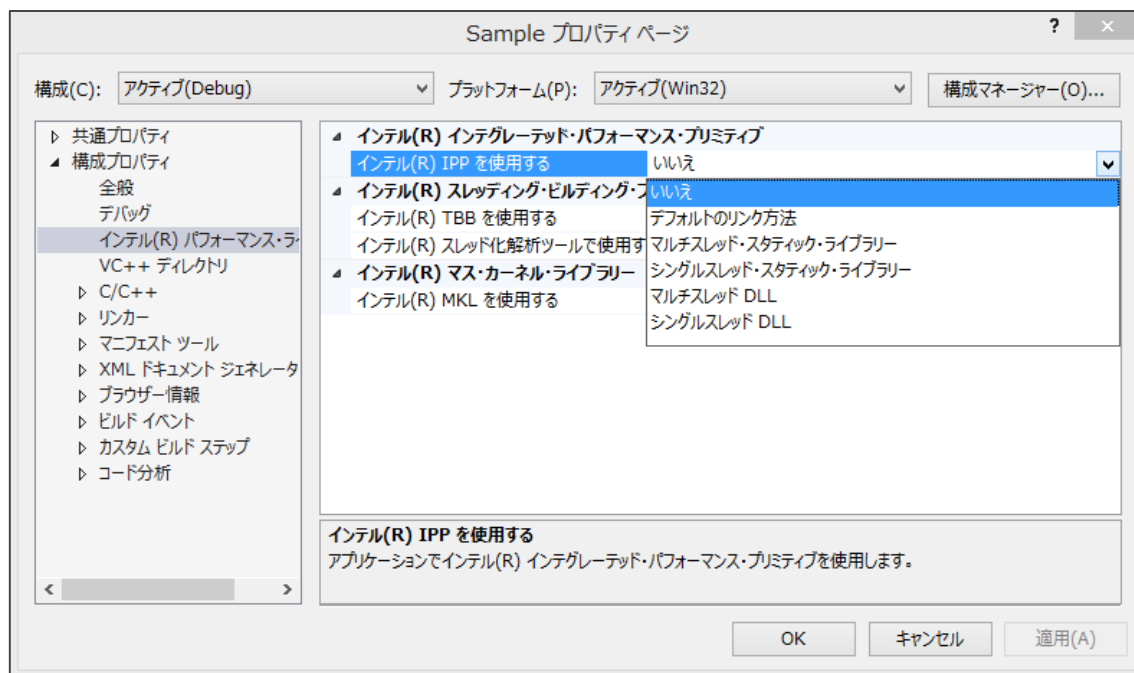 Sample プロパティ ページ
?
×
構成(C): アクティブ(Debug) プラットフォーム(P): アクティブ(Win32) 構成マネージャー(O)...
共通プロパティ
構成プロパティ
全般
デバッグ
インテル(R) パフォーマンス・ラ
VC++ ディレクトリ
C/C++
リンカー
マニフェスト ツール
XML ドキュメント ジェネレータ
ブラウザー情報
ビルド イベント
カスタム ビルド ステップ
コード分析
インテル(R) インテグレーテッド・パフォーマンス・プリミティブ
インテル(R) IPP を使用する いいえ
インテル(R) スレッディング・ビルディング・ブ
インテル(R) TBB を使用する
インテル(R) スレッド化解析ツールで使用す
インテル(R) マス・カーネル・ライブラリー
インテル(R) MKL を使用する
いいえ
デフォルトのリンク方法
マルチスレッド・スタティック・ライブラリー
シングルスレッド・スタティック・ライブラリー
マルチスレッド DLL
シングルスレッド DLL
インテル(R) IPP を使用する
アプリケーションでインテル(R) インテグレーテッド・パフォーマンス・プリミティブを使用します。
OK キャンセル 適用(A)